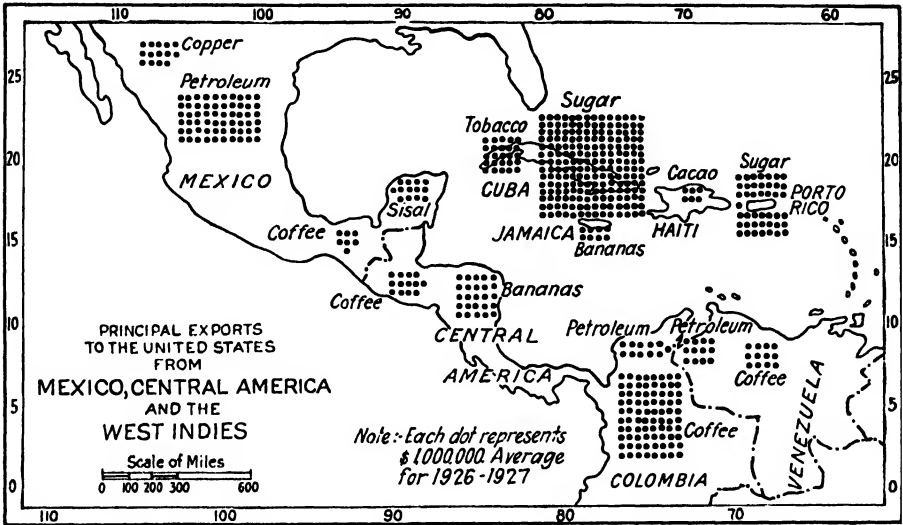 110 100 90 80 70 60
Copper
25 25
Petroleum
Sugar
Tobacco
20 20
Cacao
Sugar
MEXICO
CUBA
Sisal
PORTO
RICO
Coffee
JAMAICA
HAITI
15 15
Bananas
Coffee
Bananas
10 10
CENTRAL
Petroleum
Petroleum
PRINCIPAL EXPORTS
TO THE UNITED STATES
FROM
MEXICO, CENTRAL AMERICA
AND THE
WEST INDIES
AMERICA
Coffee
5 5
VENEZUELA
Coffee
Note:- Each dot represents
$1,000,000. Average
for 1926-1927
Scale of Miles
0 100 200 300 600
COLOMBIA
0 0
110 100 90 80 70